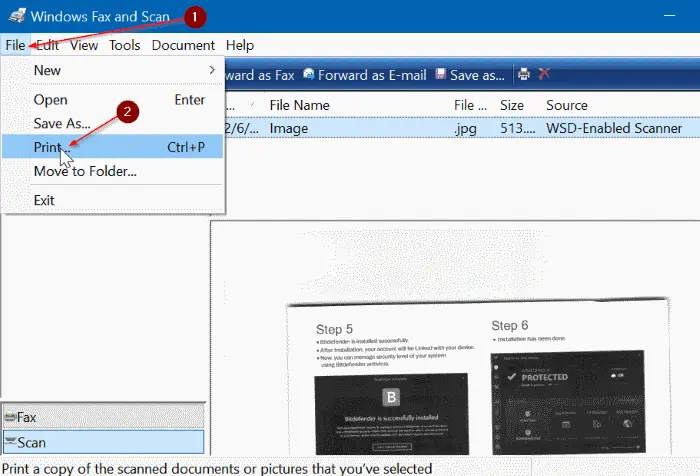 Windows Fax and Scan
1
File Edit View Tools Document Help
New
ward as Fax Forward as E-mail Save as...
Open Enter
... File Name File ... Size Source
Save As...
2
2/6/... Image .jpg 513.... WSD-Enabled Scanner
Print... Ctrl+P
Move to Folder...
Exit
Step 5
Step 6
• Bitdefender is installed successfully.
• After Installation, your account will be Linked with your device.
• Now, you can manage security level of your system
using Bitdefender antivirus.
• Installation has been done.
PROTECTED
B
Bitdefender is successfully installed
Fax
Scan
Print a copy of the scanned documents or pictures that you've selected